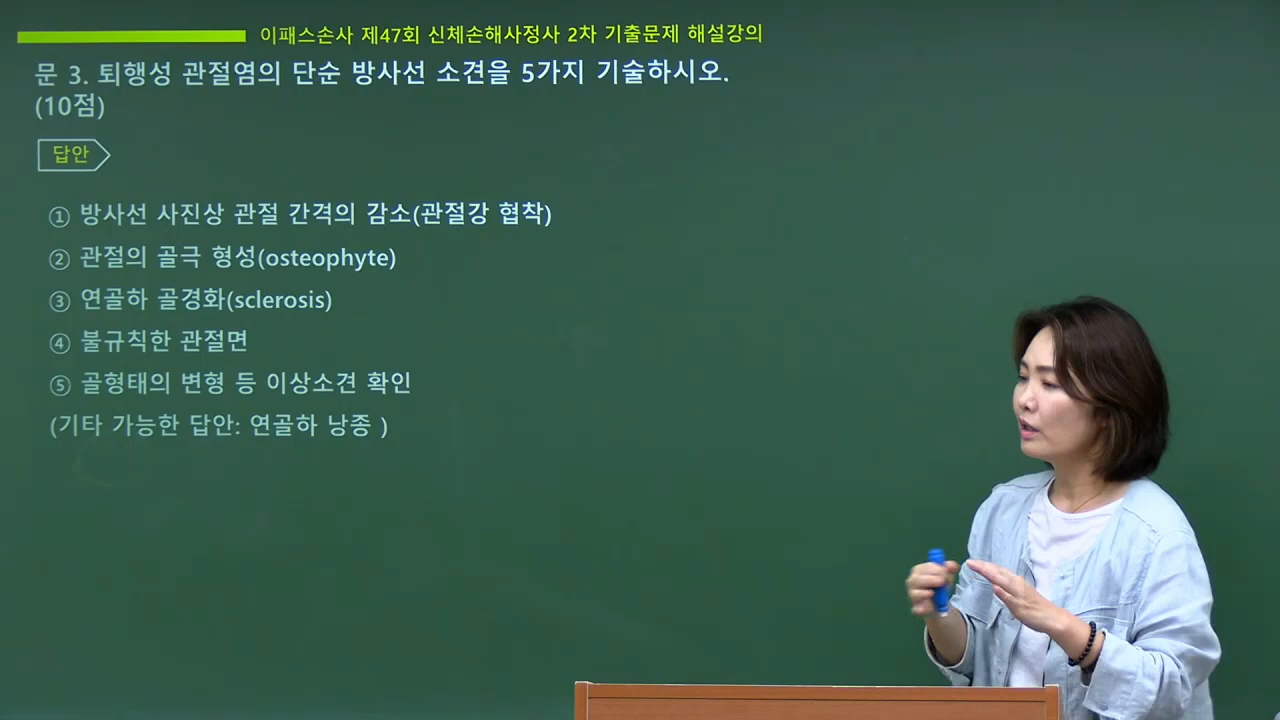 이패스손사 제47회 신체손해사정사 2차 기출문제 해설강의
문 3. 퇴행성 관절염의 단순 방사선 소견을 5가지 기술하시오.
(10점)
답안
① 방사선 사진상 관절 간격의 감소(관절강 협착)
② 관절의 골극 형성(osteophyte)
③ 연골하 골경화(sclerosis)
④ 불규칙한 관절면
⑤ 골형태의 변형 등 이상소견 확인
(기타 가능한 답안: 연골하 낭종 )